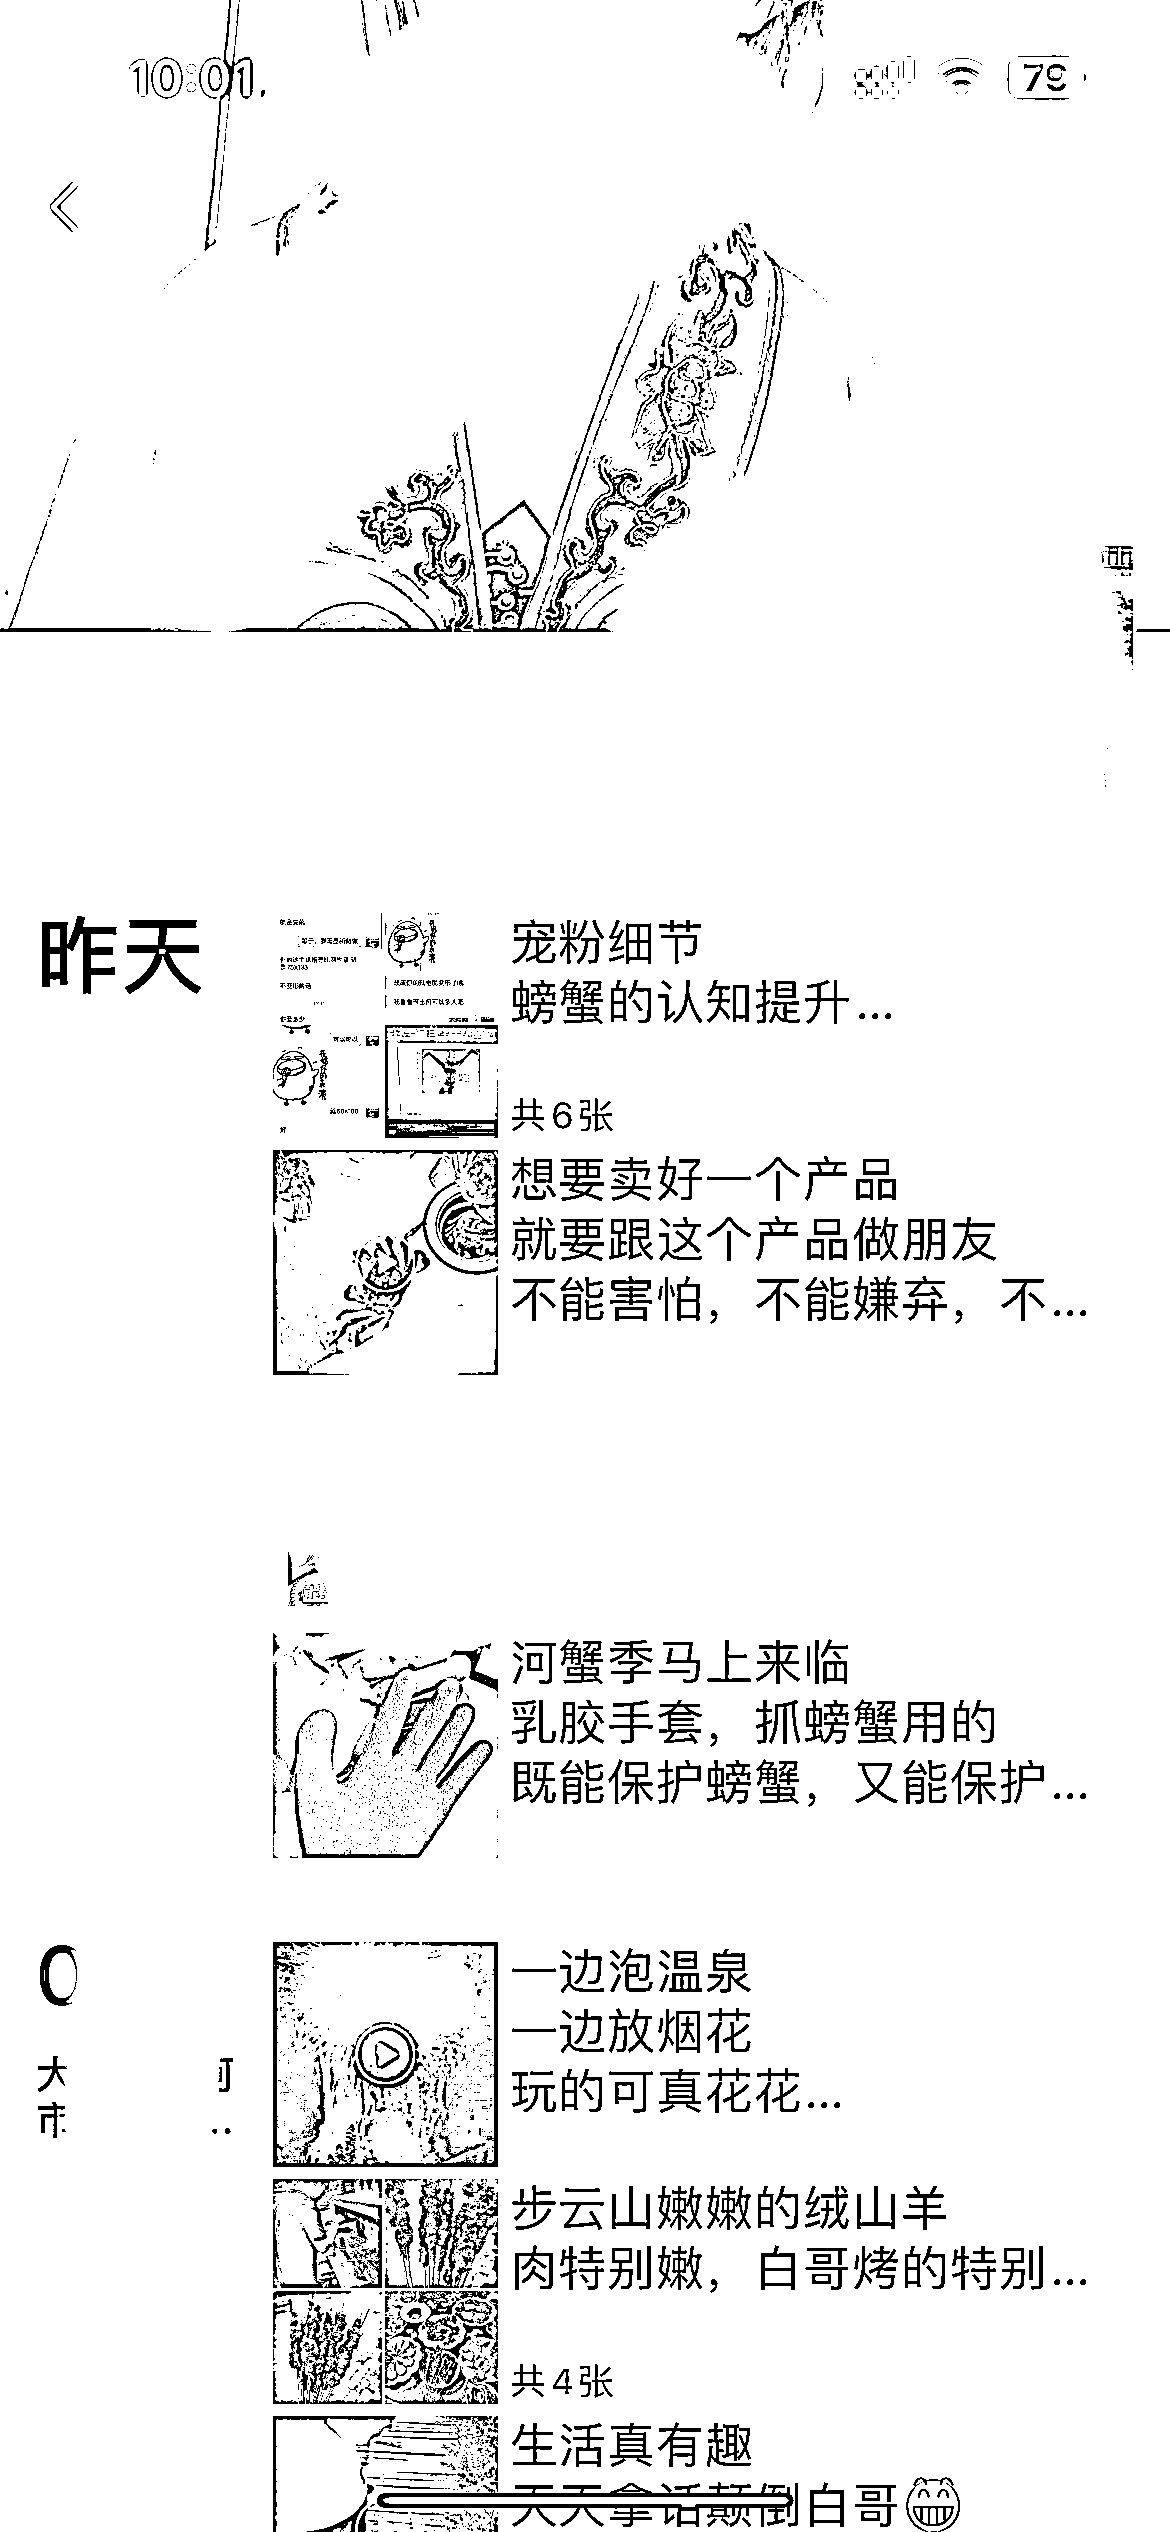 10:01
79
昨天
宠粉细节
螃蟹的认知提升...
共6张
想要卖好一个产品
就要跟这个产品做朋友
不能害怕，不能嫌弃，不...
河蟹季马上来临
乳胶手套，抓螃蟹用的
既能保护螃蟹，又能保护...
一边泡温泉
一边放烟花
玩的可真花花...
步云山嫩嫩的绒山羊
肉特别嫩，白哥烤的特别...
共4张
生活真有趣
天天拿话颠倒白哥😁